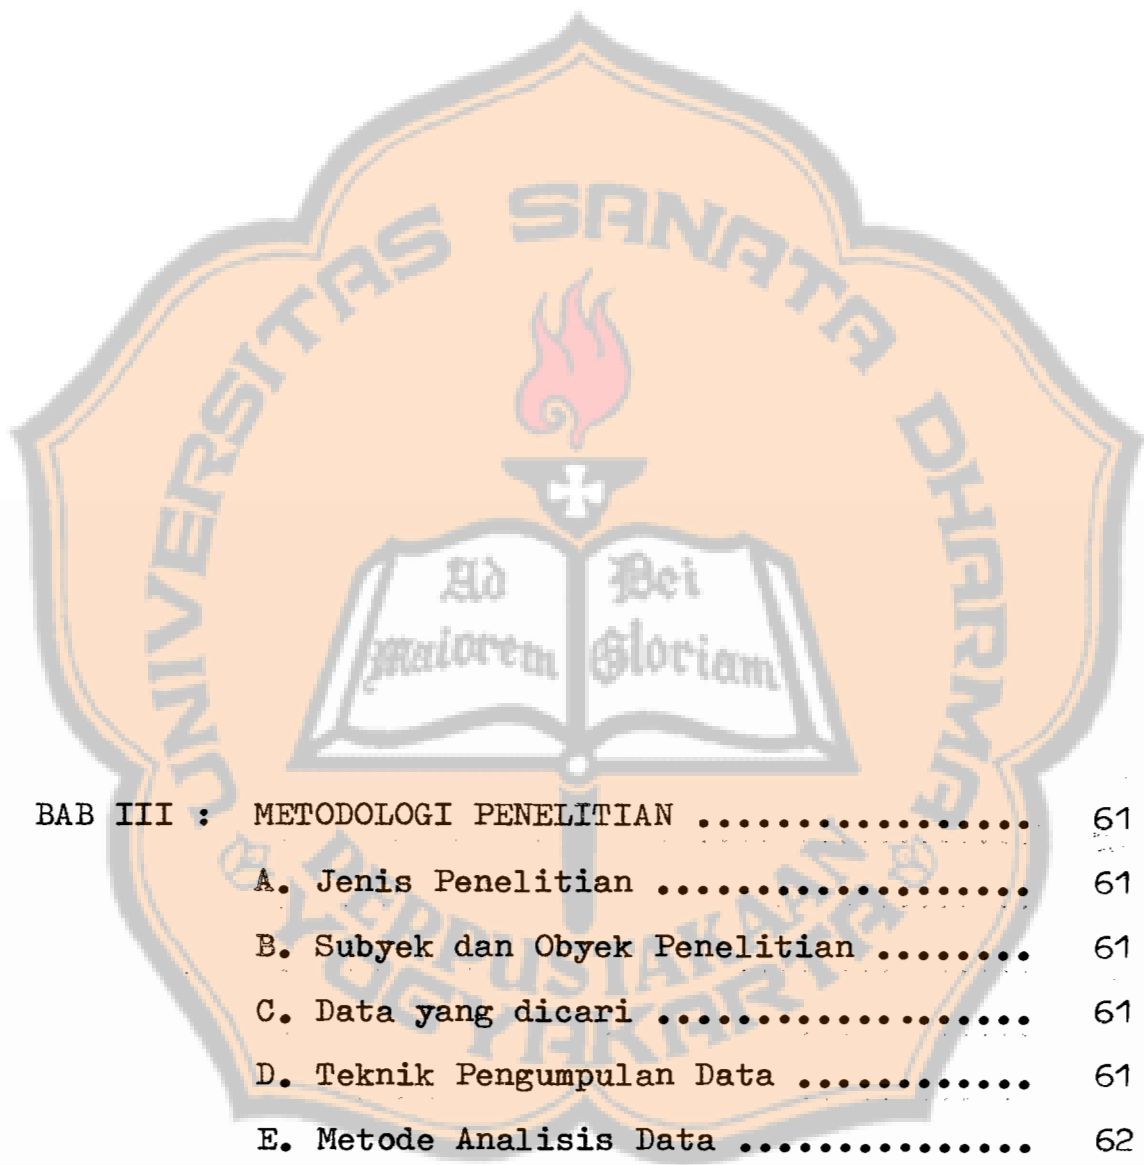 UNIVERSITAS SANATA DHARMA
Ad Dei
Maiorem Gloriam
BAB III : METODOLOGI PENELITIAN ................. 61
A. Jenis Penelitian ................... 61
B. Subyek dan Obyek Penelitian ........ 61
C. Data yang dicari ................... 61
D. Teknik Pengumpulan Data ............ 61
E. Metode Analisis Data ............... 62
PERPUSTAKAAN
YOGYAKARTA